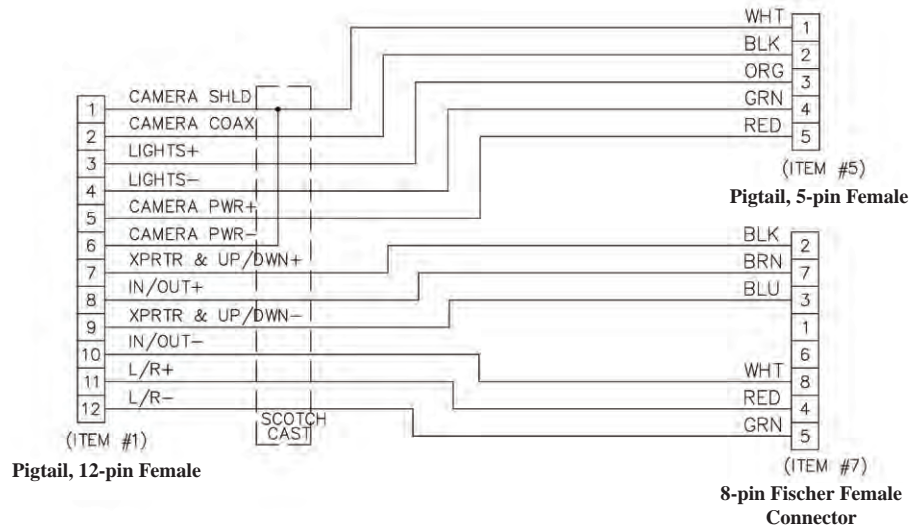 WHT 1
BLK 2
ORG 3
GRN 4
RED 5
(ITEM #5)
Pigtail, 5-pin Female
1 CAMERA SHLD
2 CAMERA COAX
3 LIGHTS+
4 LIGHTS-
5 CAMERA PWR+
6 CAMERA PWR-
7 XPRTR & UP/DWN+
8 IN/OUT+
9 XPRTR & UP/DWN-
10 IN/OUT-
11 L/R+
12 L/R-
SCOTCH
CAST
(ITEM #1)
Pigtail, 12-pin Female
BLK 2
BRN 7
BLU 3
1
6
WHT 8
RED 4
GRN 5
(ITEM #7)
8-pin Fischer Female
Connector